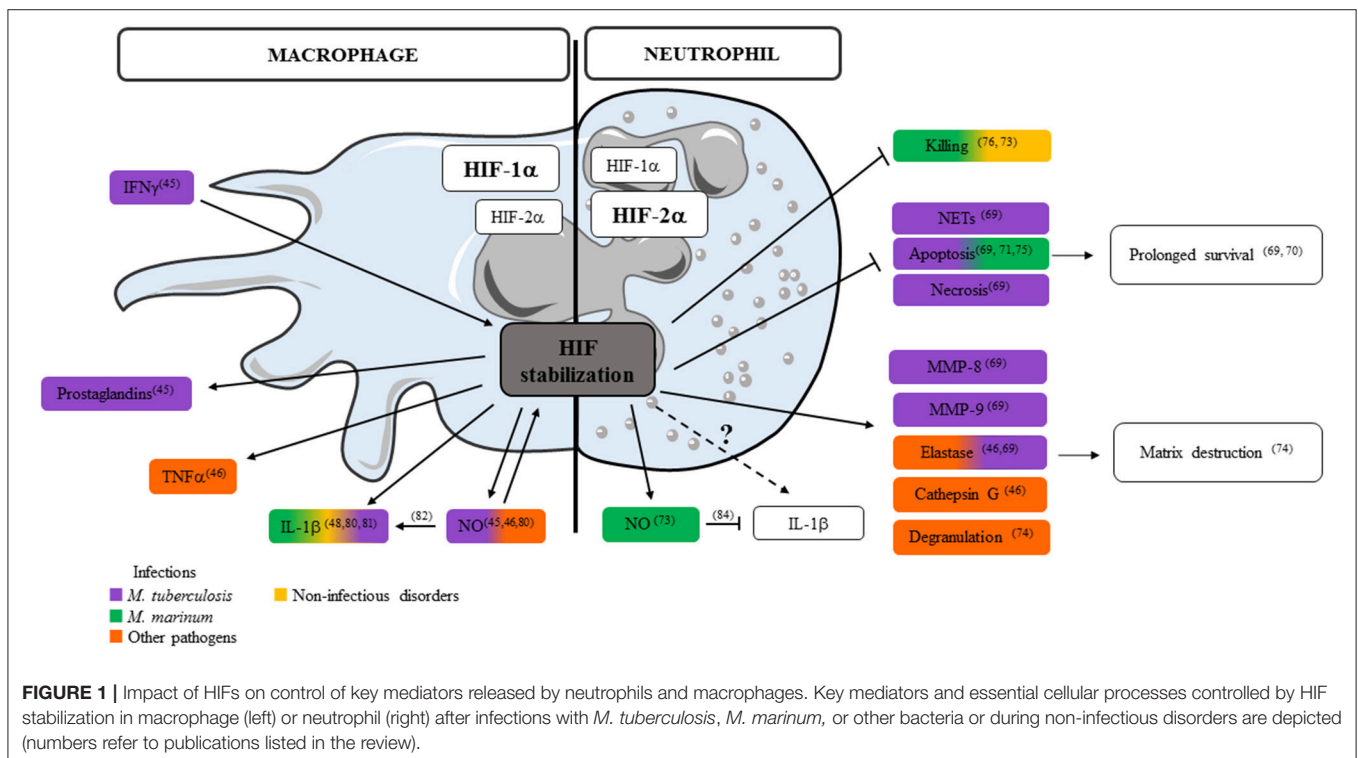 MACROPHAGE
NEUTROPHIL
HIF-1α
HIF-2α
HIF-1α
HIF-2α
HIF
stabilization
IFNγ(45)
Prostaglandins(45)
TNFα(46)
IL-1β (48,80,81)
(82)
NO(45,46,80)
NO (73)
(84)
IL-1β
?
Killing (76, 73)
NETs (69)
Apoptosis(69, 71,75)
Necrosis(69)
Prolonged survival (69, 70)
MMP-8 (69)
MMP-9 (69)
Elastase (46,69)
Cathepsin G (46)
Degranulation (74)
Matrix destruction (74)
Infections
M. tuberculosis
M. marinum
Other pathogens
Non-infectious disorders
FIGURE 1 | Impact of HIFs on control of key mediators released by neutrophils and macrophages. Key mediators and essential cellular processes controlled by HIF
stabilization in macrophage (left) or neutrophil (right) after infections with M. tuberculosis, M. marinum, or other bacteria or during non-infectious disorders are depicted
(numbers refer to publications listed in the review).